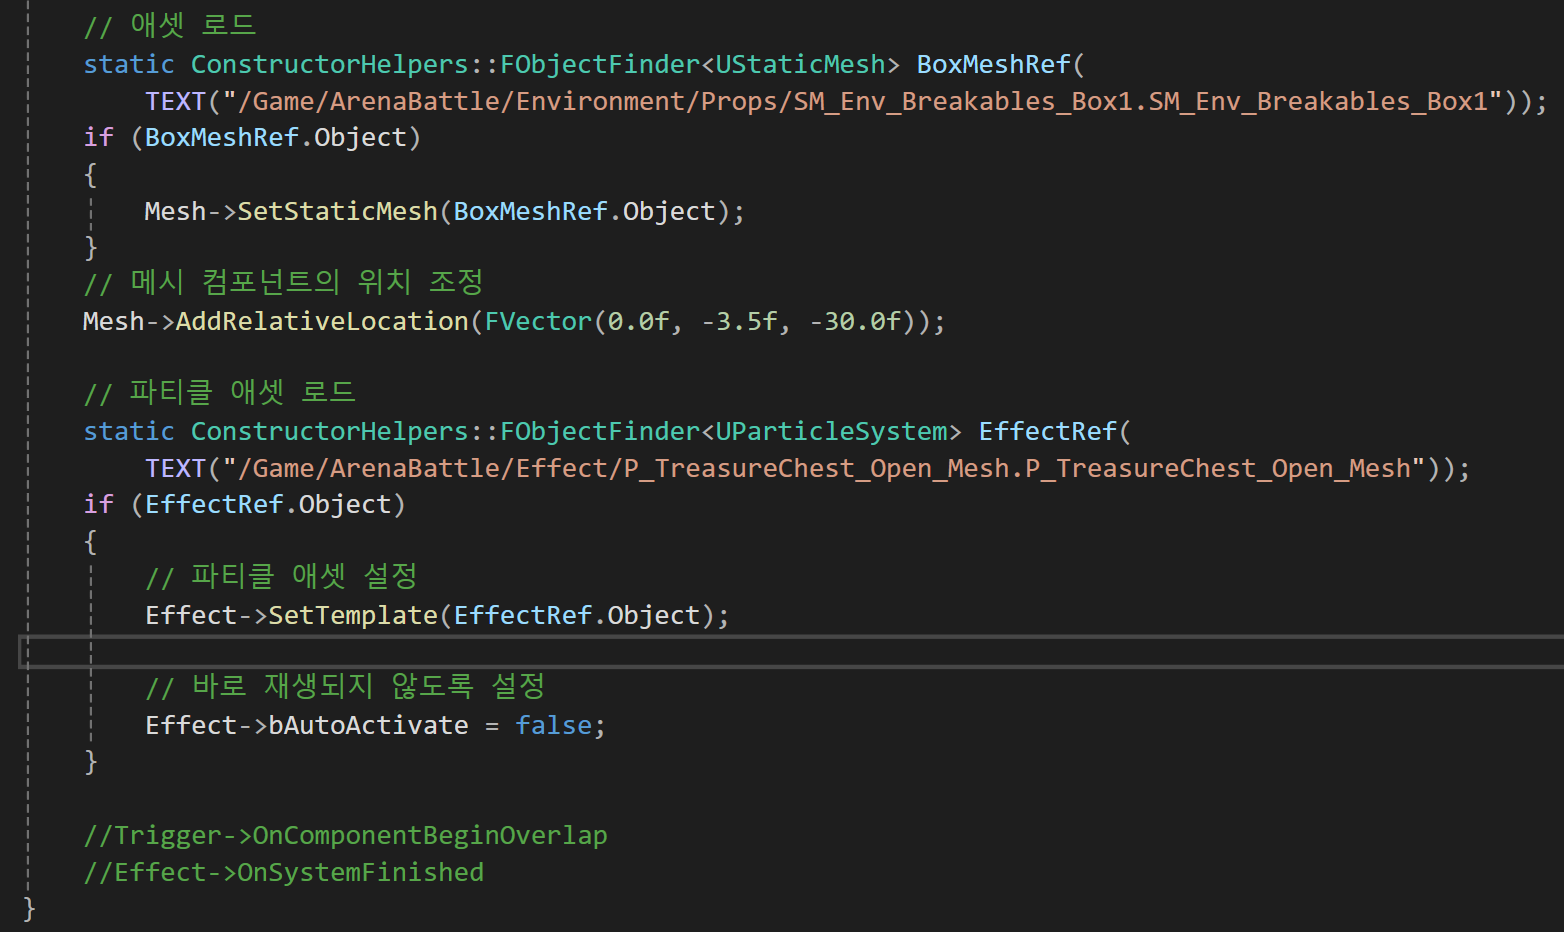 // 애셋 로드
static ConstructorHelpers::FObjectFinder<UStaticMesh> BoxMeshRef(
TEXT("/Game/ArenaBattle/Environment/Props/SM_Env_Breakables_Box1.SM_Env_Breakables_Box1"));
if (BoxMeshRef.Object)
{
Mesh->SetStaticMesh(BoxMeshRef.Object);
}
// 메시 컴포넌트의 위치 조정
Mesh->AddRelativeLocation(FVector(0.0f, -3.5f, -30.0f));
// 파티클 애셋 로드
static ConstructorHelpers::FObjectFinder<UParticleSystem> EffectRef(
TEXT("/Game/ArenaBattle/Effect/P_TreasureChest_Open_Mesh.P_TreasureChest_Open_Mesh"));
if (EffectRef.Object)
{
// 파티클 애셋 설정
Effect->SetTemplate(EffectRef.Object);
// 바로 재생되지 않도록 설정
Effect->bAutoActivate = false;
}
//Trigger->OnComponentBeginOverlap
//Effect->OnSystemFinished
}